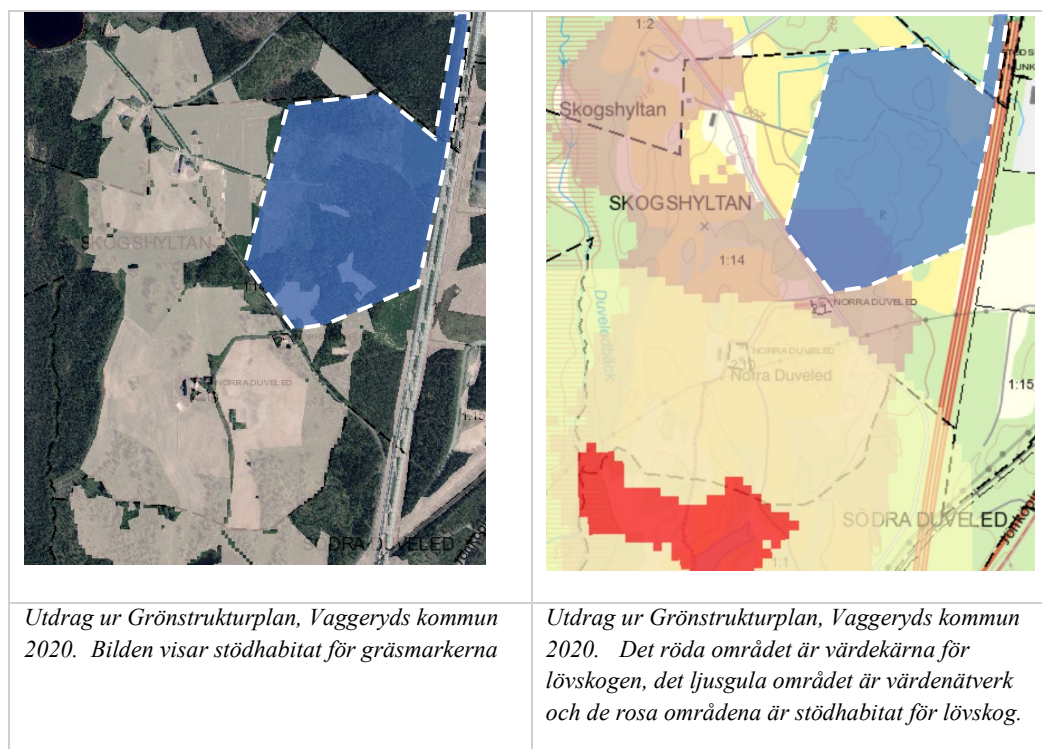 SKOGSHYLTAN
NORRA DUVELED
SÖDRA DUVELED
1:2
Skogshyltan
SKOGSHYLTAN
1:14
NORRA DUVELED
Duveledbäck
NORRA DUVELED
Norra Duveled
1:15
SÖDRA DUVELED
1:1
Utdrag ur Grönstrukturplan, Vaggeryds kommun
2020. Bilden visar stödhabitat för gräsmarkerna
Utdrag ur Grönstrukturplan, Vaggeryds kommun
2020. Det röda området är värdekärna för
lövskogen, det ljusgula området är värdenätverk
och de rosa områdena är stödhabitat för lövskog.